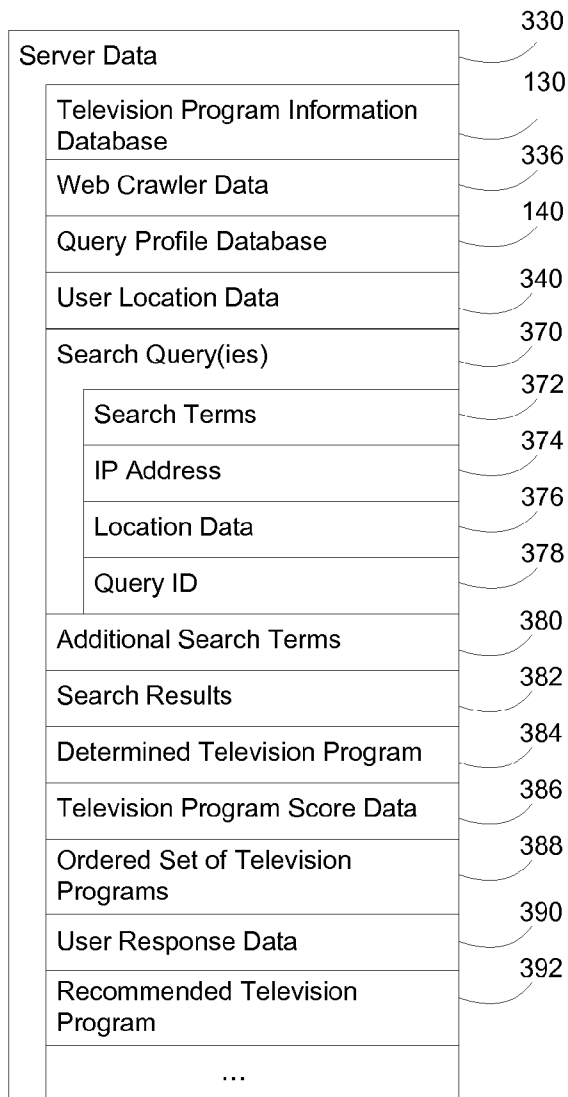 330
Server Data
130
Television Program Information
Database
336
Web Crawler Data
140
Query Profile Database
340
User Location Data
370
Search Query(ies)
372
Search Terms
374
IP Address
376
Location Data
378
Query ID
380
Additional Search Terms
382
Search Results
384
Determined Television Program
386
Television Program Score Data
388
Ordered Set of Television
Programs
390
User Response Data
392
Recommended Television
Program
...